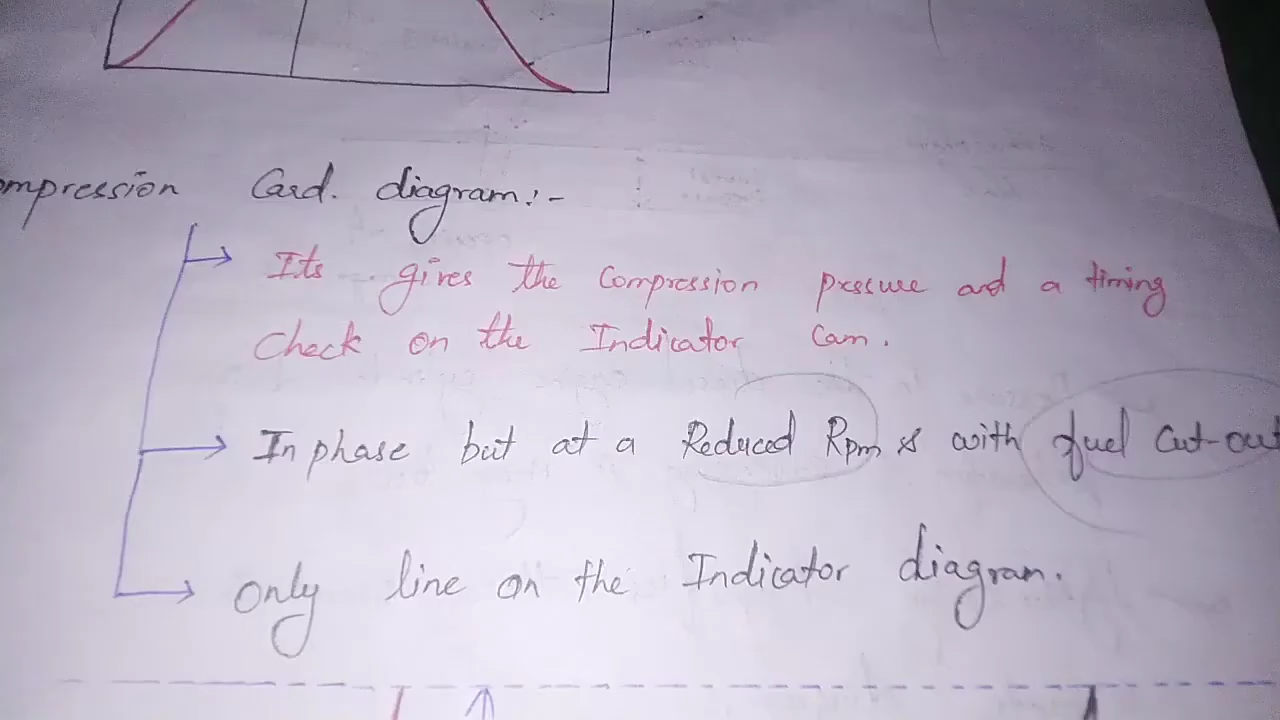 ompression Card. diagram:-
Its gives the Compression pressure and a timing
Check on the Indicator Cam.
In phase but at a Reduced Rpm & with fuel Cut-out
Only line on the Indicator diagram.